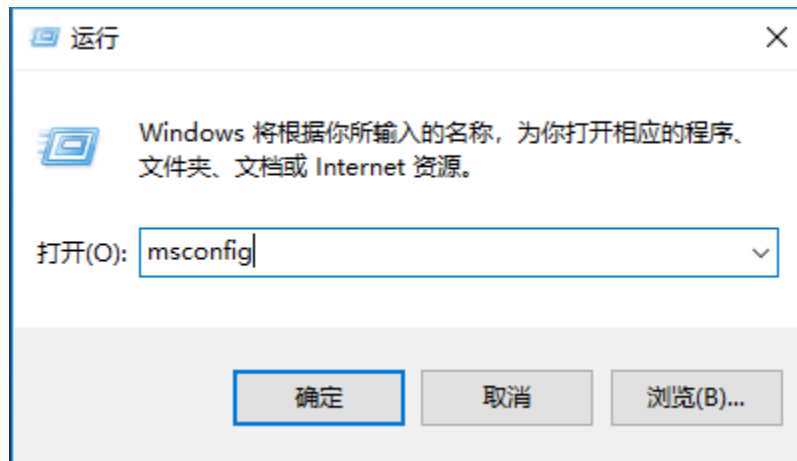 运行
Windows 将根据你所输入的名称，为你打开相应的程序、
文件夹、文档或 Internet 资源。
打开(O): msconfig
确定 取消 浏览(B)...